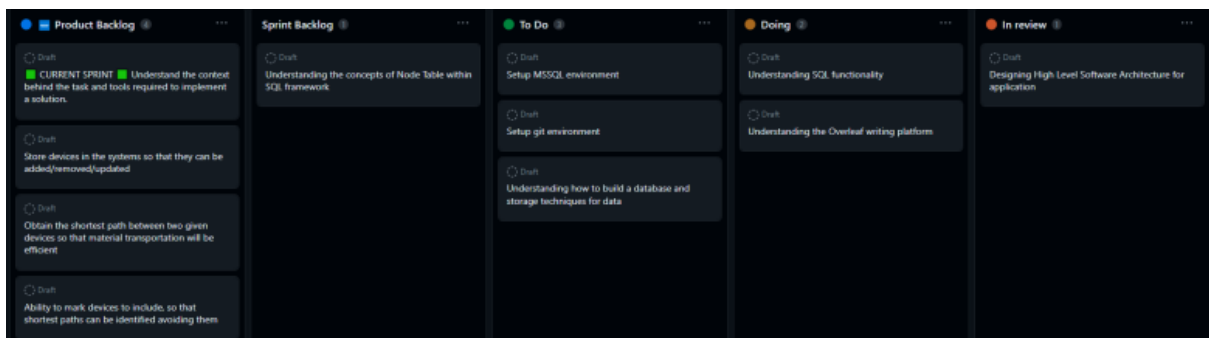 Product Backlog 4
Draft
CURRENT SPRINT Understand the context
behind the task and tools required to implement
a solution.
Draft
Store devices in the systems so that they can be
added/removed/updated
Draft
Obtain the shortest path between two given
devices so that material transportation will be
efficient
Draft
Ability to mark devices to include, so that
shortest paths can be identified avoiding them
Sprint Backlog 1
Draft
Understanding the concepts of Node Table within
SQL framework
To Do 3
Draft
Setup MSSQL environment
Draft
Setup git environment
Draft
Understanding how to build a database and
storage techniques for data
Doing 2
Draft
Understanding SQL functionality
Draft
Understanding the Overleaf writing platform
In review 1
Draft
Designing High Level Software Architecture for
application